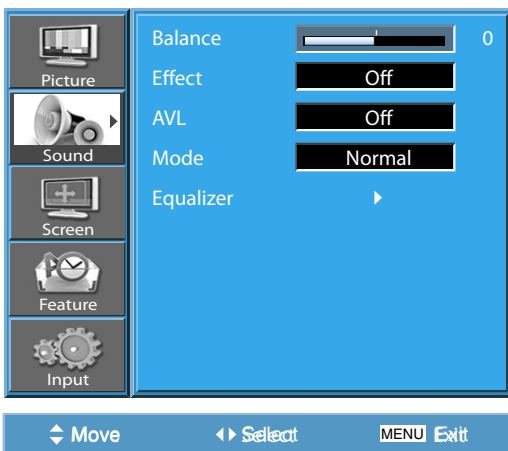 Picture
Sound
Screen
Feature
Input
Balance 0
Effect Off
AVL Off
Mode Normal
Equalizer
Move Select MENU Exit